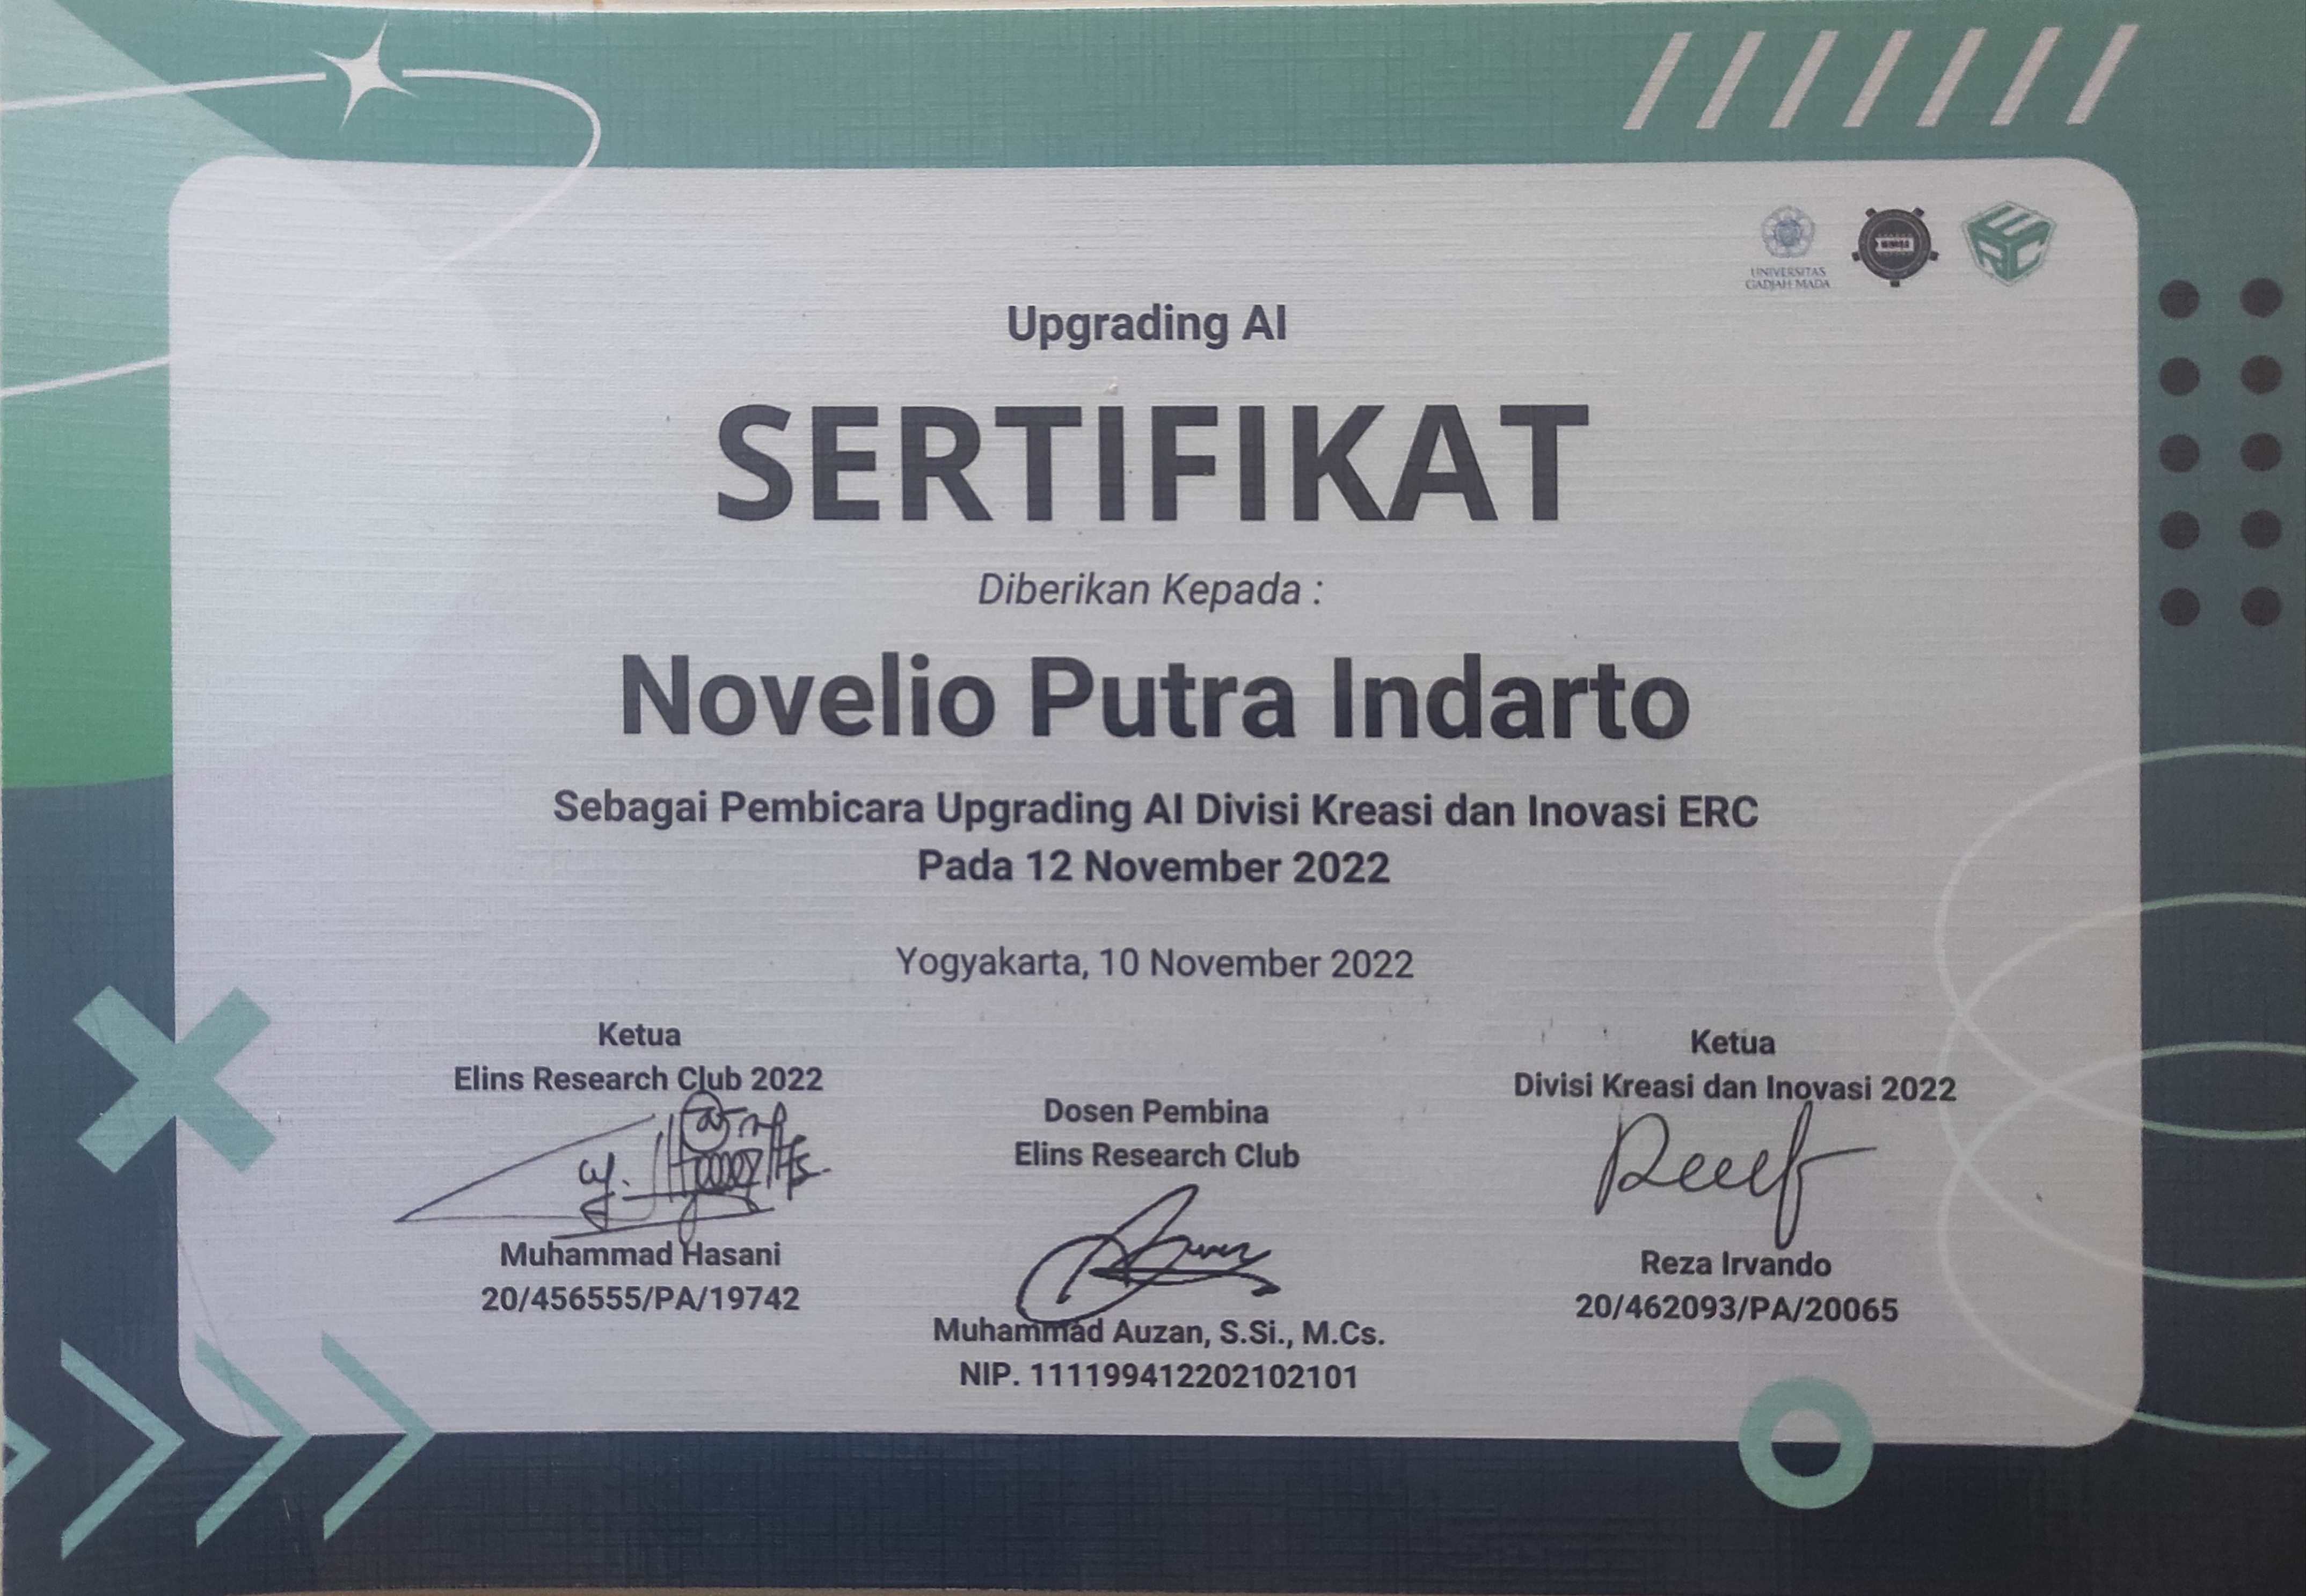 UNIVERSITAS
GADJAH MADA
ERC
Upgrading AI
SERTIFIKAT
Diberikan Kepada :
Novelio Putra Indarto
Sebagai Pembicara Upgrading AI Divisi Kreasi dan Inovasi ERC
Pada 12 November 2022
Yogyakarta, 10 November 2022
Ketua
Elins Research Club 2022
Muhammad Hasani
20/456555/PA/19742
Dosen Pembina
Elins Research Club
Muhammad Auzan, S.Si., M.Cs.
NIP. 111199412202102101
Ketua
Divisi Kreasi dan Inovasi 2022
Reza Irvando
20/462093/PA/20065